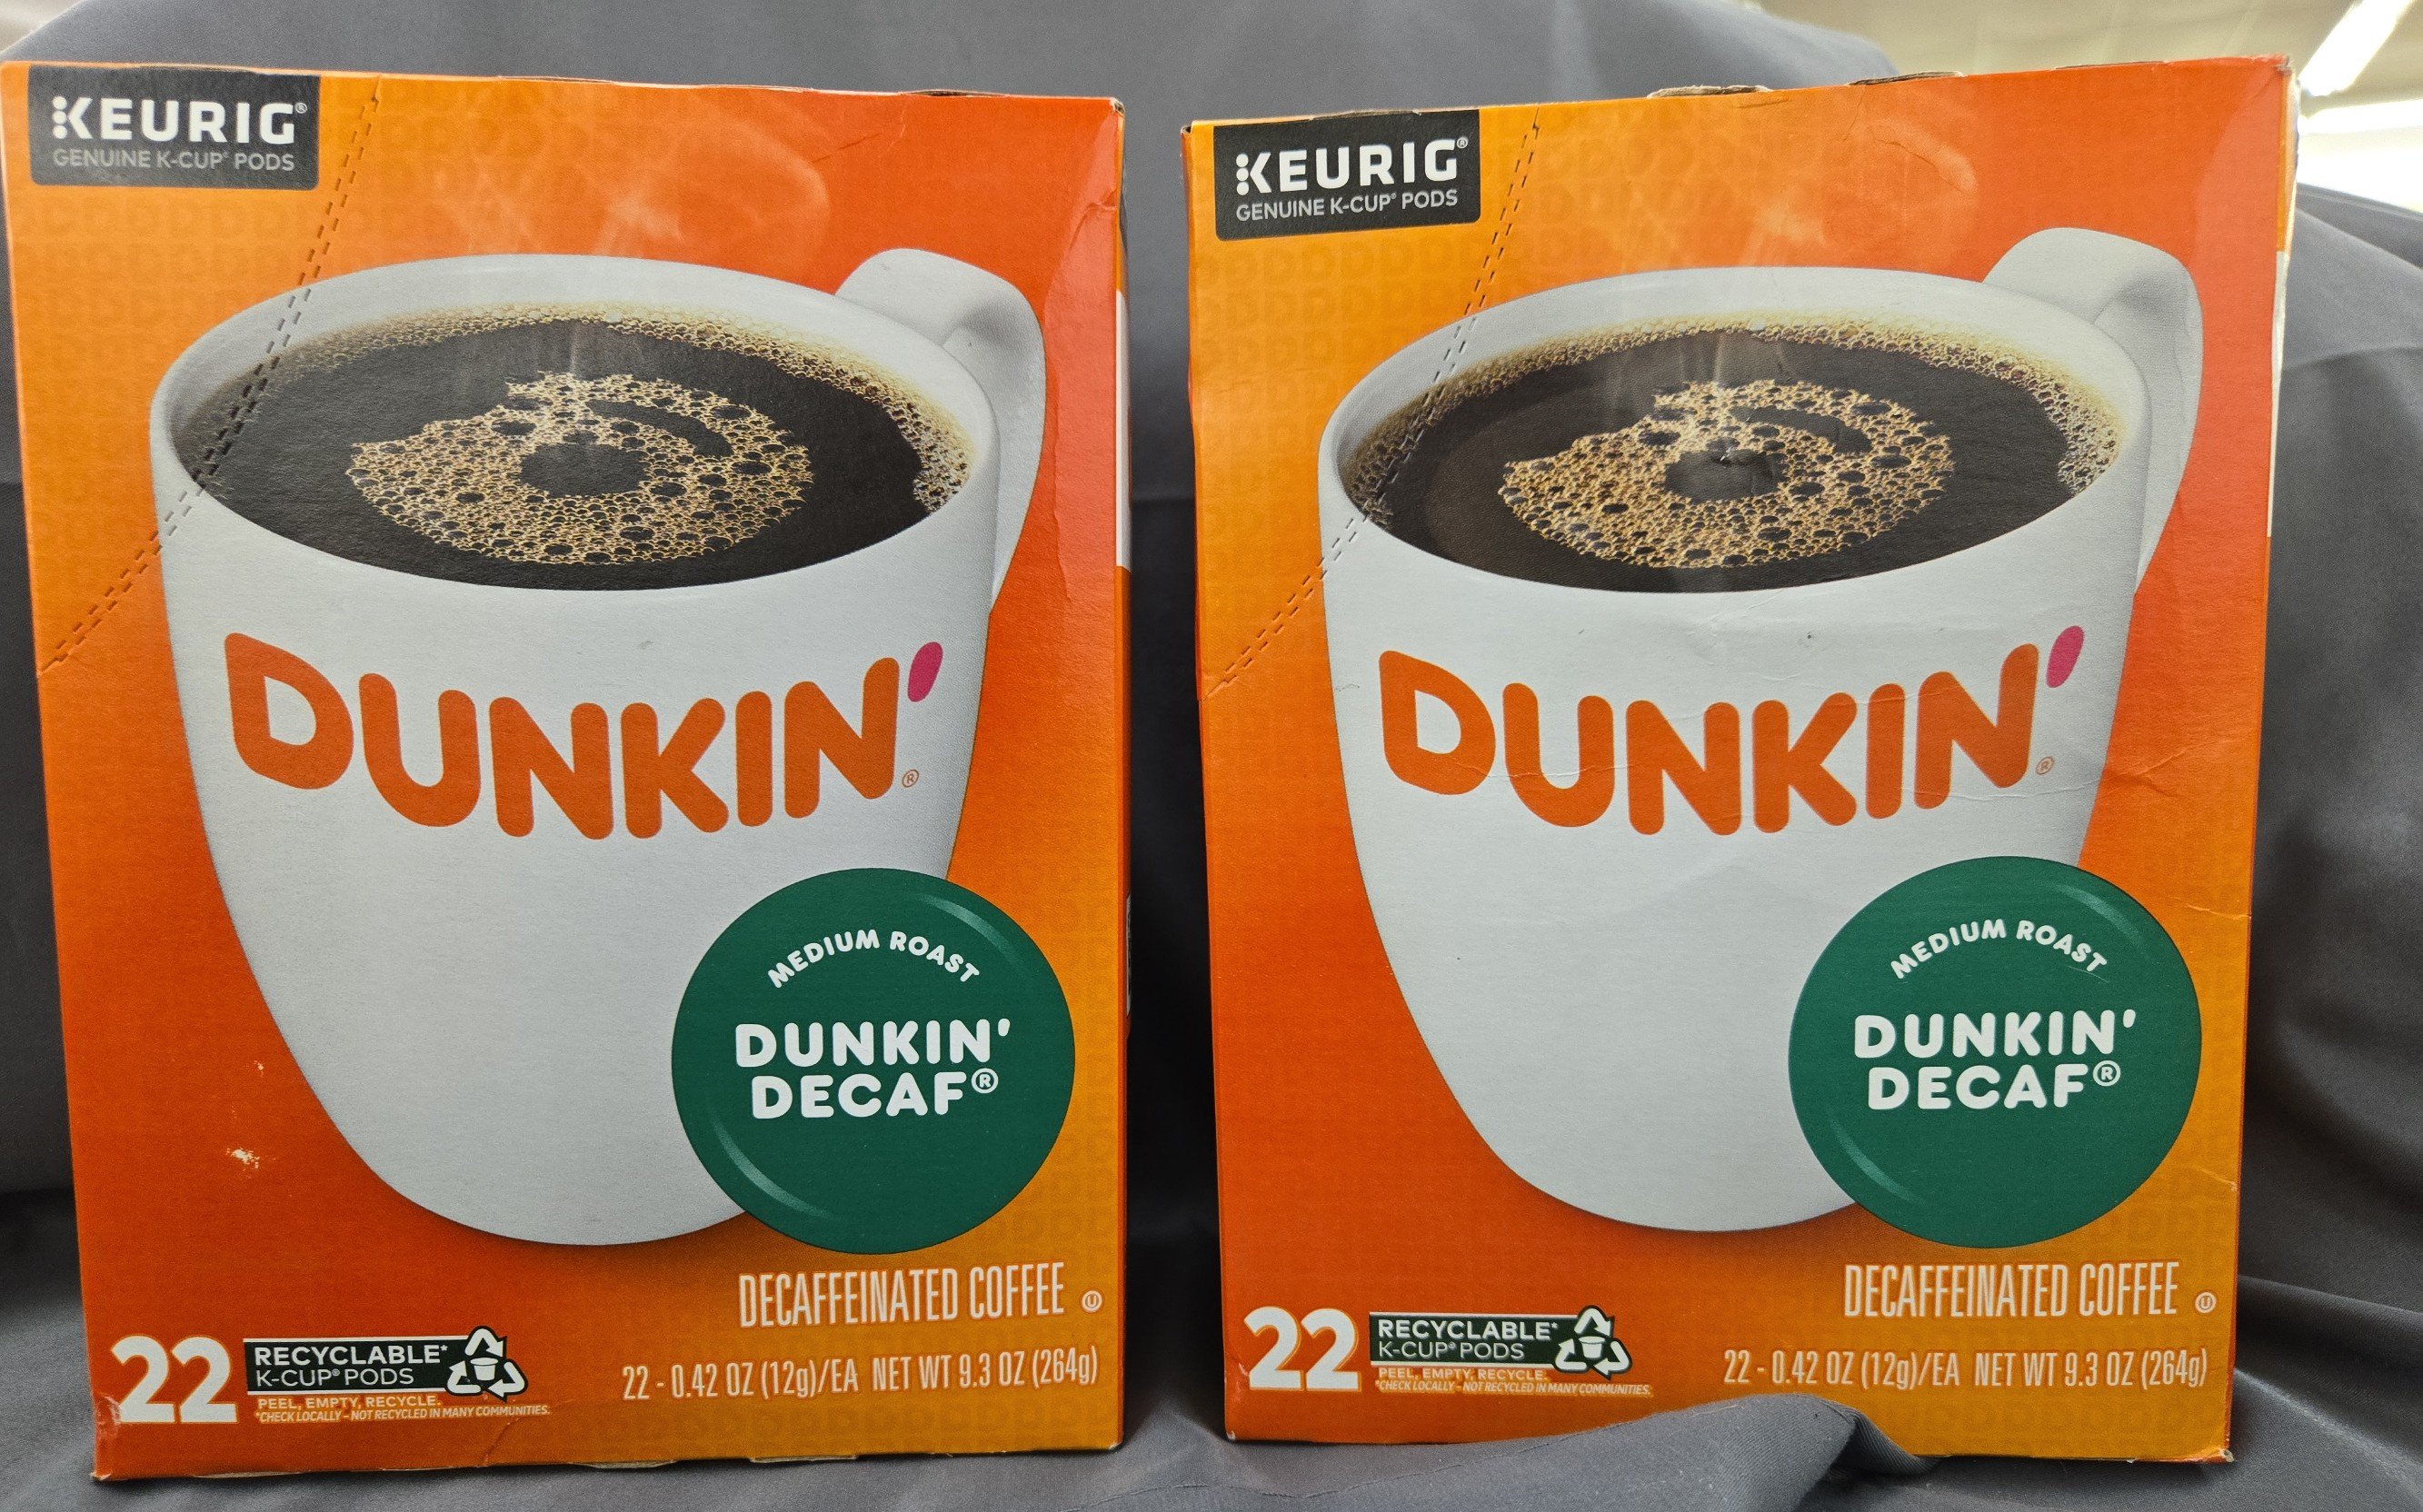 KEURIG®
GENUINE K-CUP® PODS
DUNKIN'®
MEDIUM ROAST
DUNKIN'
DECAF®
DECAFFEINATED COFFEE Ⓤ
22
RECYCLABLE*
K-CUP® PODS
PEEL, EMPTY, RECYCLE.
*CHECK LOCALLY - NOT RECYCLED IN MANY COMMUNITIES.
22 - 0.42 OZ (12g)/EA NET WT 9.3 OZ (264g)
KEURIG®
GENUINE K-CUP® PODS
DUNKIN'®
MEDIUM ROAST
DUNKIN'
DECAF®
DECAFFEINATED COFFEE Ⓤ
22
RECYCLABLE*
K-CUP® PODS
PEEL, EMPTY, RECYCLE.
*CHECK LOCALLY - NOT RECYCLED IN MANY COMMUNITIES.
22 - 0.42 OZ (12g)/EA NET WT 9.3 OZ (264g)